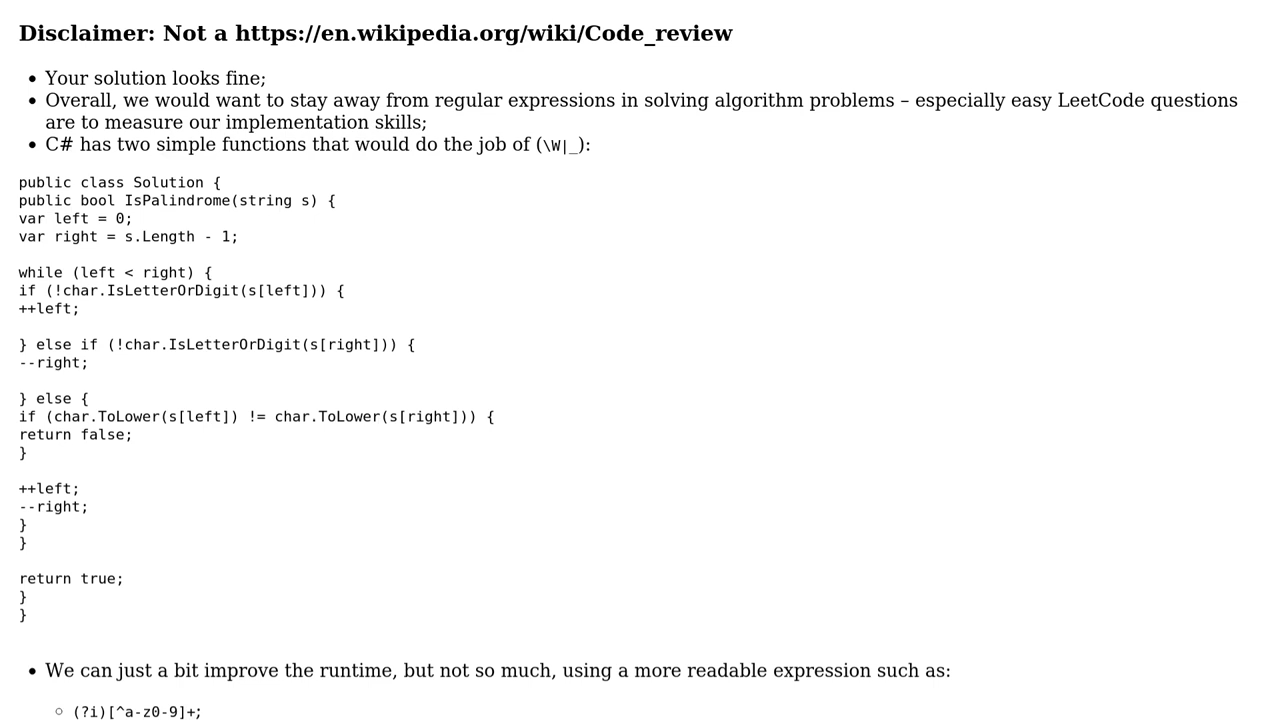 Disclaimer: Not a https://en.wikipedia.org/wiki/Code_review
• Your solution looks fine;
• Overall, we would want to stay away from regular expressions in solving algorithm problems – especially easy LeetCode questions
are to measure our implementation skills;
• C# has two simple functions that would do the job of (\W|_):
public class Solution {
public bool IsPalindrome(string s) {
var left = 0;
var right = s.Length - 1;
while (left < right) {
if (!char.IsLetterOrDigit(s[left])) {
++left;
} else if (!char.IsLetterOrDigit(s[right])) {
--right;
} else {
if (char.ToLower(s[left]) != char.ToLower(s[right])) {
return false;
}
++left;
--right;
}
}
return true;
}
}
• We can just a bit improve the runtime, but not so much, using a more readable expression such as:
◦ (?i)[^a-z0-9]+;